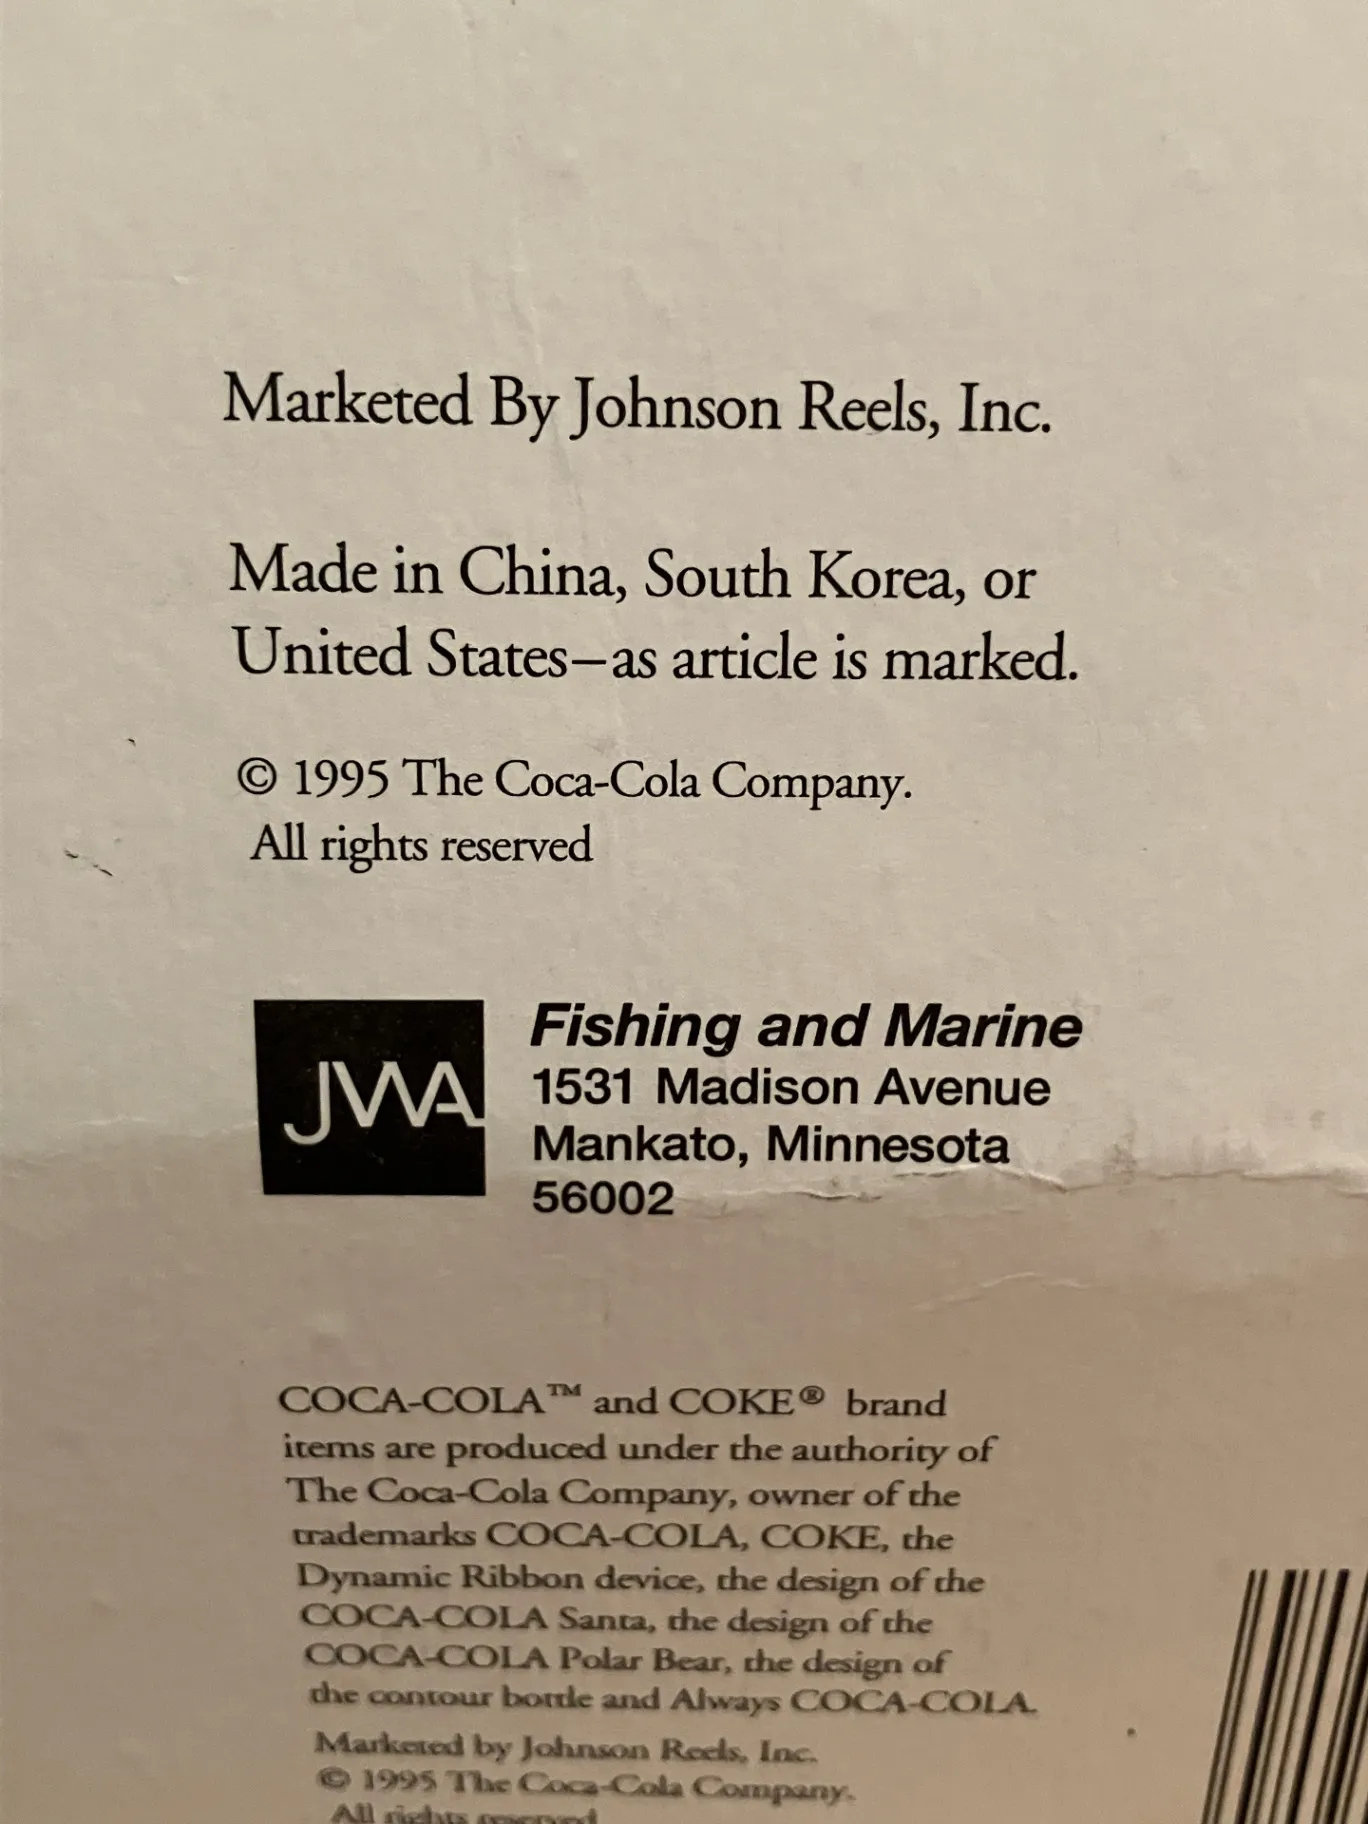 Marketed By Johnson Reels, Inc.
Made in China, South Korea, or
United States–as article is marked.
© 1995 The Coca-Cola Company.
All rights reserved
JWA
Fishing and Marine
1531 Madison Avenue
Mankato, Minnesota
56002
COCA-COLA™ and COKE® brand
items are produced under the authority of
The Coca-Cola Company, owner of the
trademarks COCA-COLA, COKE, the
Dynamic Ribbon device, the design of the
COCA-COLA Santa, the design of the
COCA-COLA Polar Bear, the design of
the contour bottle and Always COCA-COLA.
Marketed by Johnson Reels, Inc.
© 1995 The Coca-Cola Company.
All rights reserved